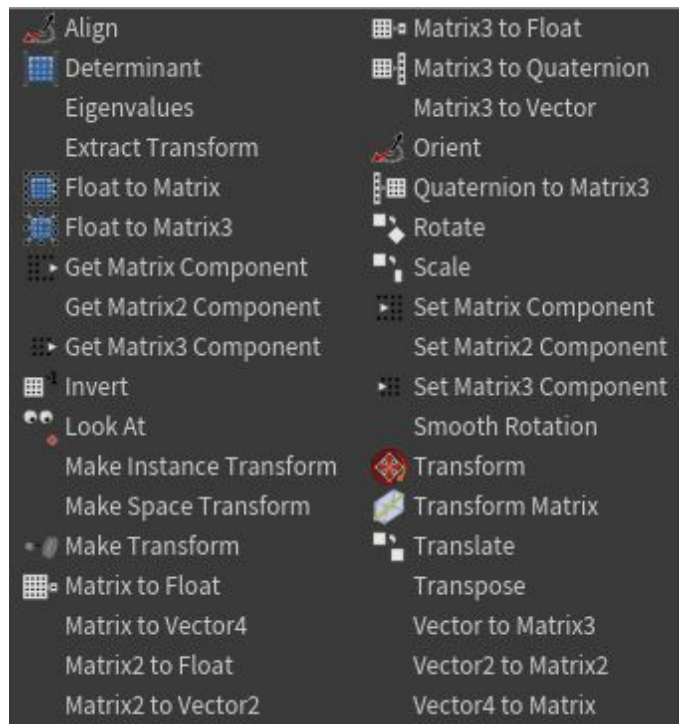 Align
Determinant
Eigenvalues
Extract Transform
Float to Matrix
Float to Matrix3
Get Matrix Component
Get Matrix2 Component
Get Matrix3 Component
Invert
Look At
Make Instance Transform
Make Space Transform
Make Transform
Matrix to Float
Matrix to Vector4
Matrix2 to Float
Matrix2 to Vector2
Matrix3 to Float
Matrix3 to Quaternion
Matrix3 to Vector
Orient
Quaternion to Matrix3
Rotate
Scale
Set Matrix Component
Set Matrix2 Component
Set Matrix3 Component
Smooth Rotation
Transform
Transform Matrix
Translate
Transpose
Vector to Matrix3
Vector2 to Matrix2
Vector4 to Matrix